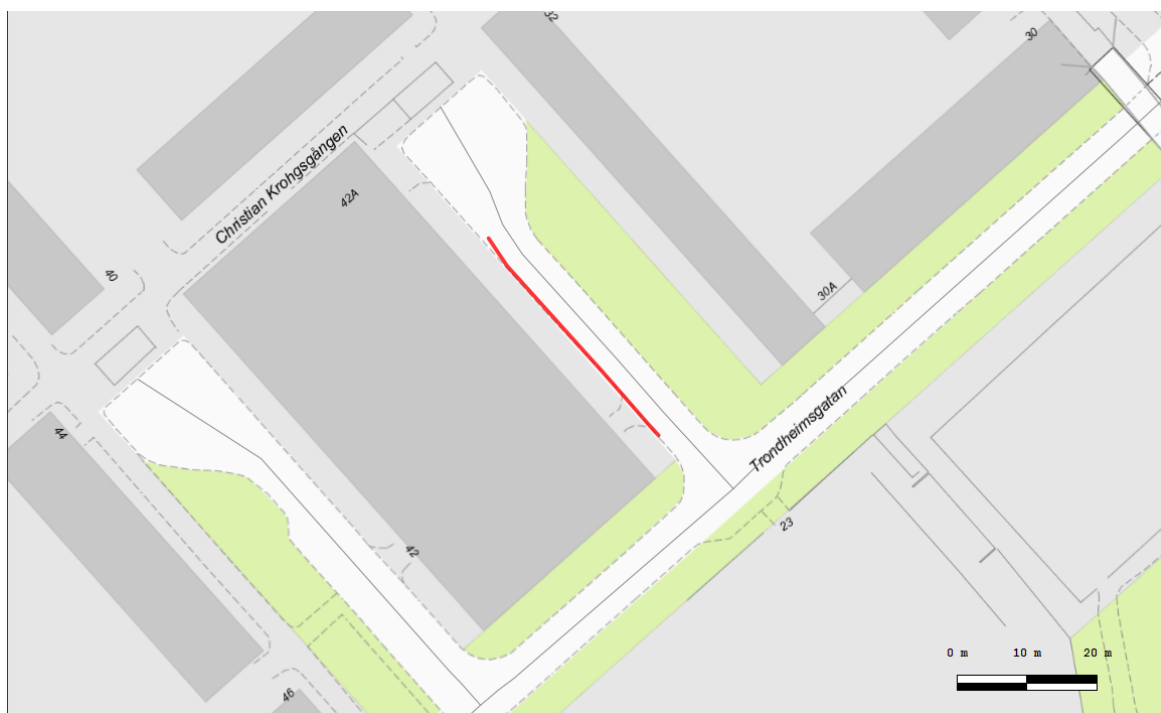 32
30
Christian Krohgsgången
42A
40
30A
Trondheimsgatan
44
23
42
46
0 m 10 m 20 m